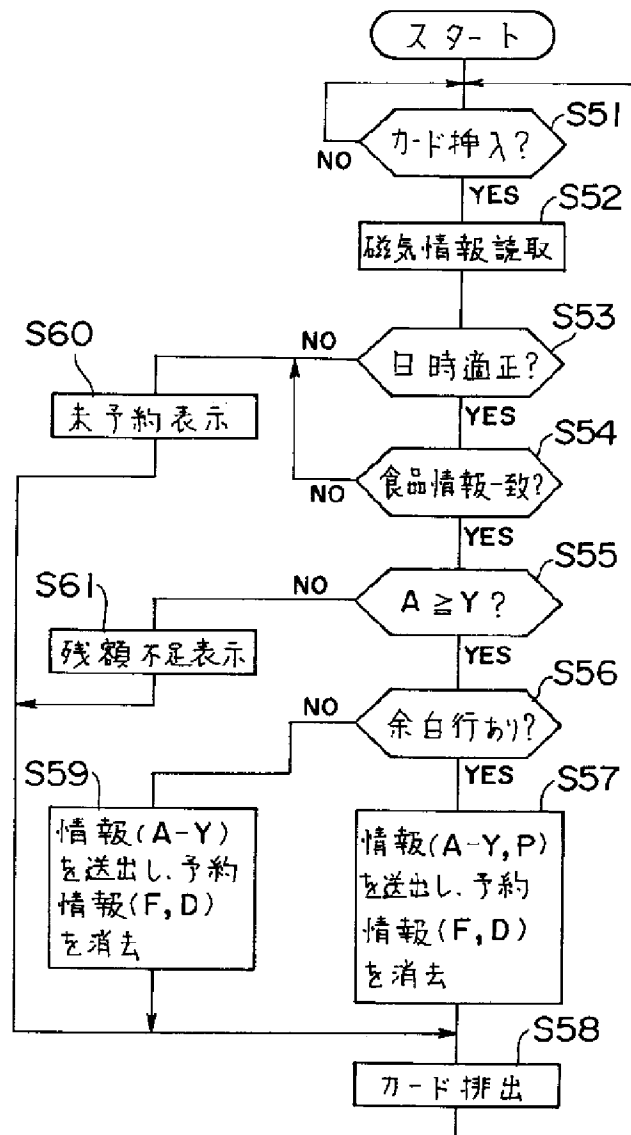 スタート
S51
カード挿入?
NO
YES
S52
磁気情報読取
S53
日時適正?
NO
YES
S60
未予約表示
S54
食品情報一致?
NO
YES
S55
A≧Y?
NO
YES
S61
残額不足表示
S56
余白行あり?
NO
YES
S59
情報(A-Y)
を送出し、予約
情報(F,D)
を消去
S57
情報(A-Y,P)
を送出し、予約
情報(F,D)
を消去
S58
カード排出